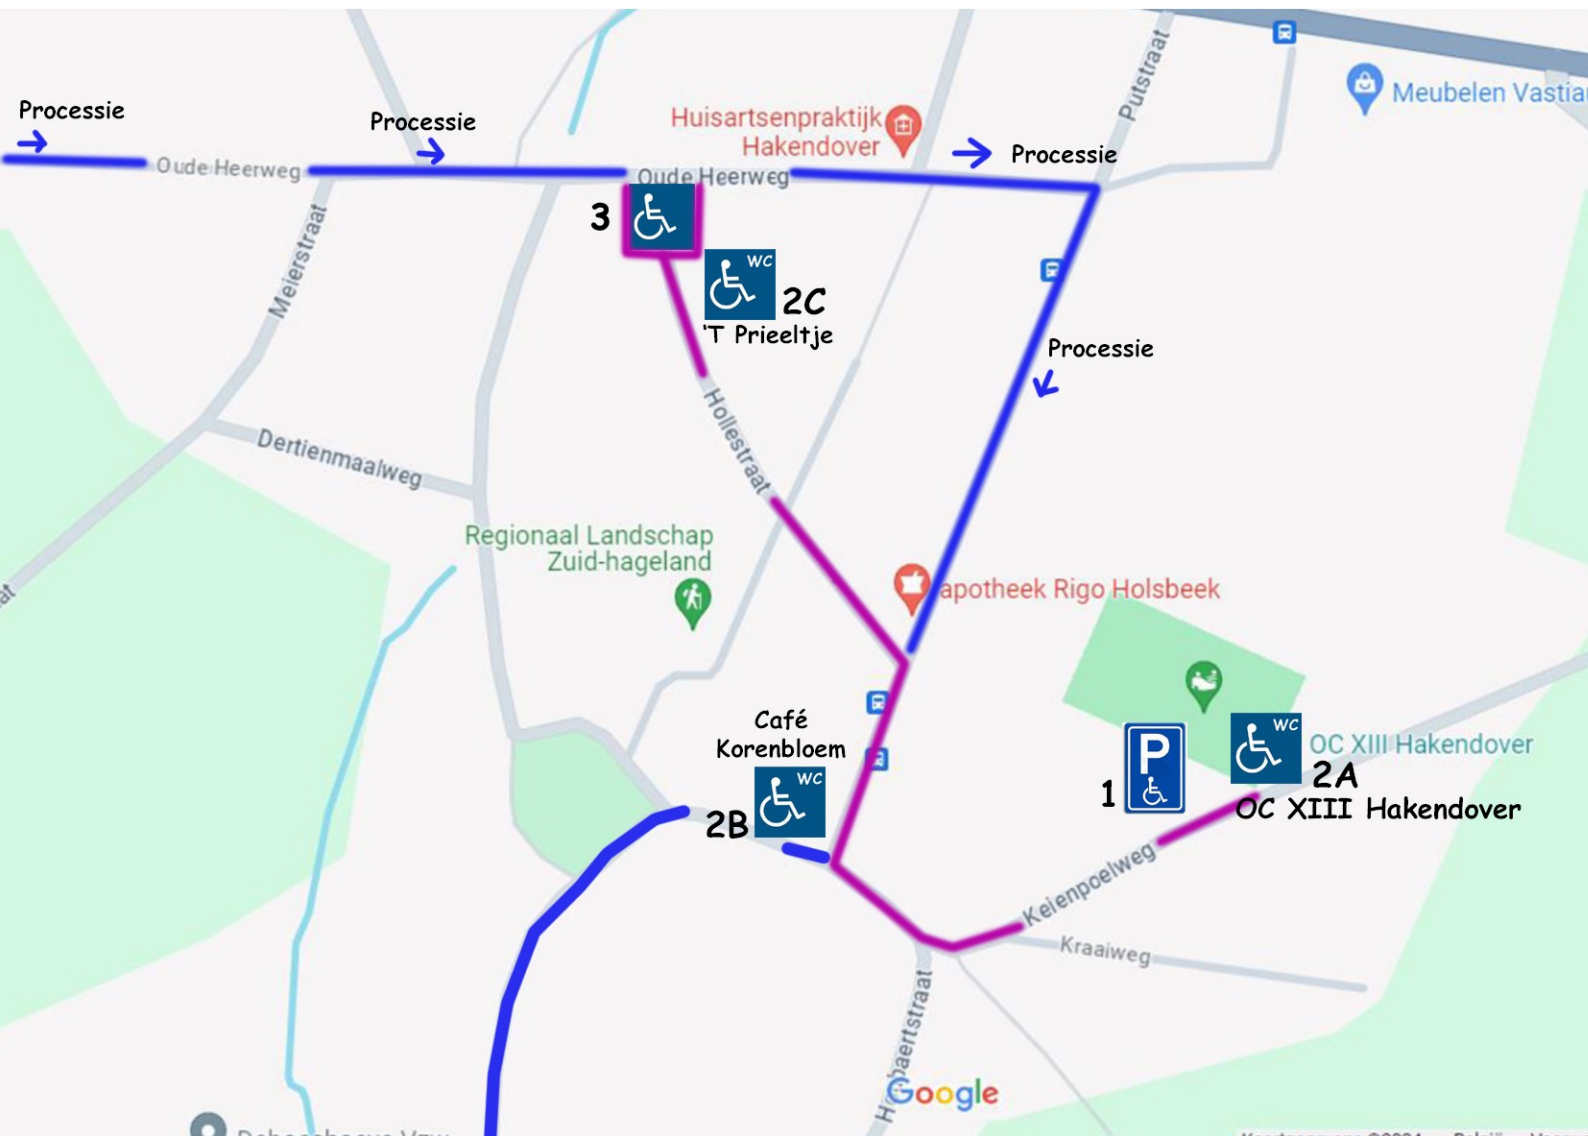 Processie
Processie
Putstraat
Meubelen Vastiau
Huisartsenpraktijk
Hakendover
Processie
Oude Heerweg
Oude Heerweg
3
WC
2C
'T Prieeltje
Meierstraat
Processie
Hollestraat
Dertienmaalweg
Regionaal Landschap
Zuid-hageland
apotheek Rigo Holsbeek
Café
Korenbloem
WC
2B
P
1
WC
OC XIII Hakendover
2A
OC XIII Hakendover
Keienpoelweg
Kraaiweg
Google